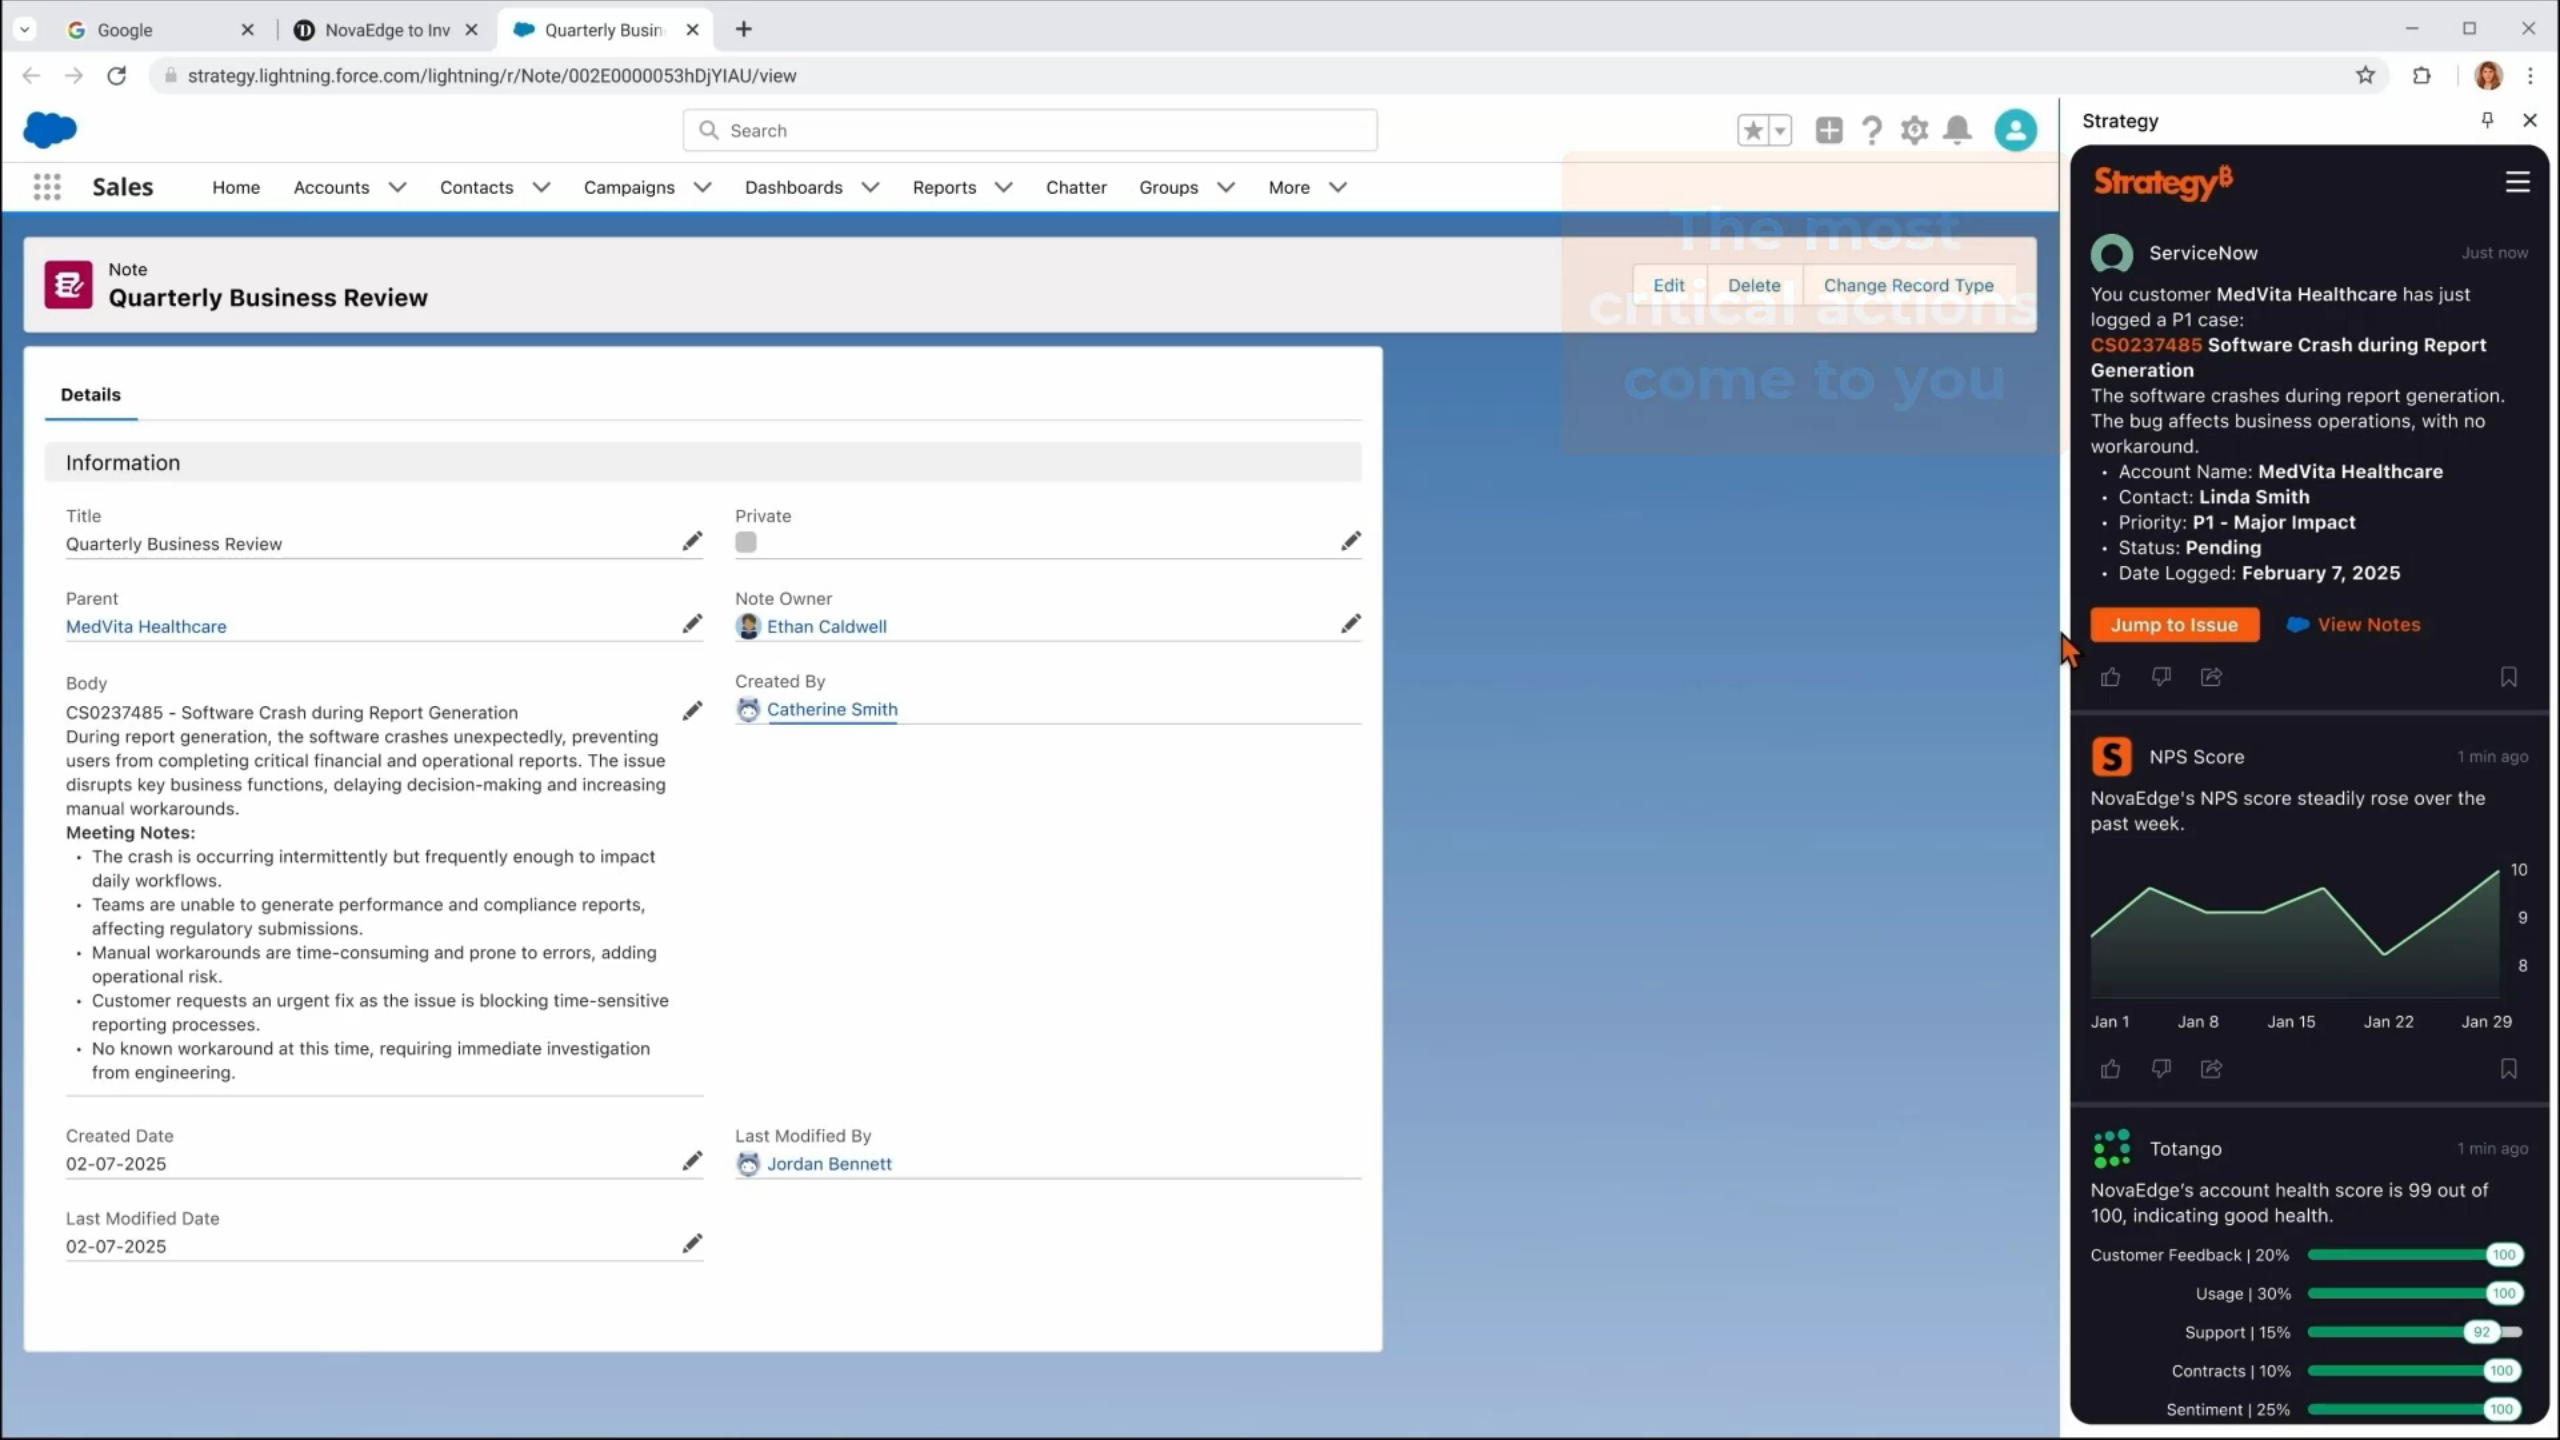 Google
NovaEdge to Inv
Quarterly Busin
strategy.lightning.force.com/lightning/r/Note/002E0000053hDjYIAU/view
Search
Sales
Home
Accounts
Contacts
Campaigns
Dashboards
Reports
Chatter
Groups
More
Note
Quarterly Business Review
Edit
Delete
Change Record Type
The most
critical actions
come to you
Details
Information
Title
Quarterly Business Review
Private
Parent
MedVita Healthcare
Note Owner
Ethan Caldwell
Body
CS0237485 - Software Crash during Report Generation
During report generation, the software crashes unexpectedly, preventing
users from completing critical financial and operational reports. The issue
disrupts key business functions, delaying decision-making and increasing
manual workarounds.
Meeting Notes:
• The crash is occurring intermittently but frequently enough to impact
daily workflows.
• Teams are unable to generate performance and compliance reports,
affecting regulatory submissions.
• Manual workarounds are time-consuming and prone to errors, adding
operational risk.
• Customer requests an urgent fix as the issue is blocking time-sensitive
reporting processes.
• No known workaround at this time, requiring immediate investigation
from engineering.
Created By
Catherine Smith
Created Date
02-07-2025
Last Modified By
Jordan Bennett
Last Modified Date
02-07-2025
Strategy
Strategy₿
ServiceNow
Just now
You customer MedVita Healthcare has just
logged a P1 case:
CS0237485 Software Crash during Report
Generation
The software crashes during report generation.
The bug affects business operations, with no
workaround.
• Account Name: MedVita Healthcare
• Contact: Linda Smith
• Priority: P1 - Major Impact
• Status: Pending
• Date Logged: February 7, 2025
Jump to Issue
View Notes
S
NPS Score
1 min ago
NovaEdge's NPS score steadily rose over the
past week.
10
9
8
Jan 1
Jan 8
Jan 15
Jan 22
Jan 29
Totango
1 min ago
NovaEdge's account health score is 99 out of
100, indicating good health.
Customer Feedback | 20%
100
Usage | 30%
100
Support | 15%
92
Contracts | 10%
100
Sentiment | 25%
100